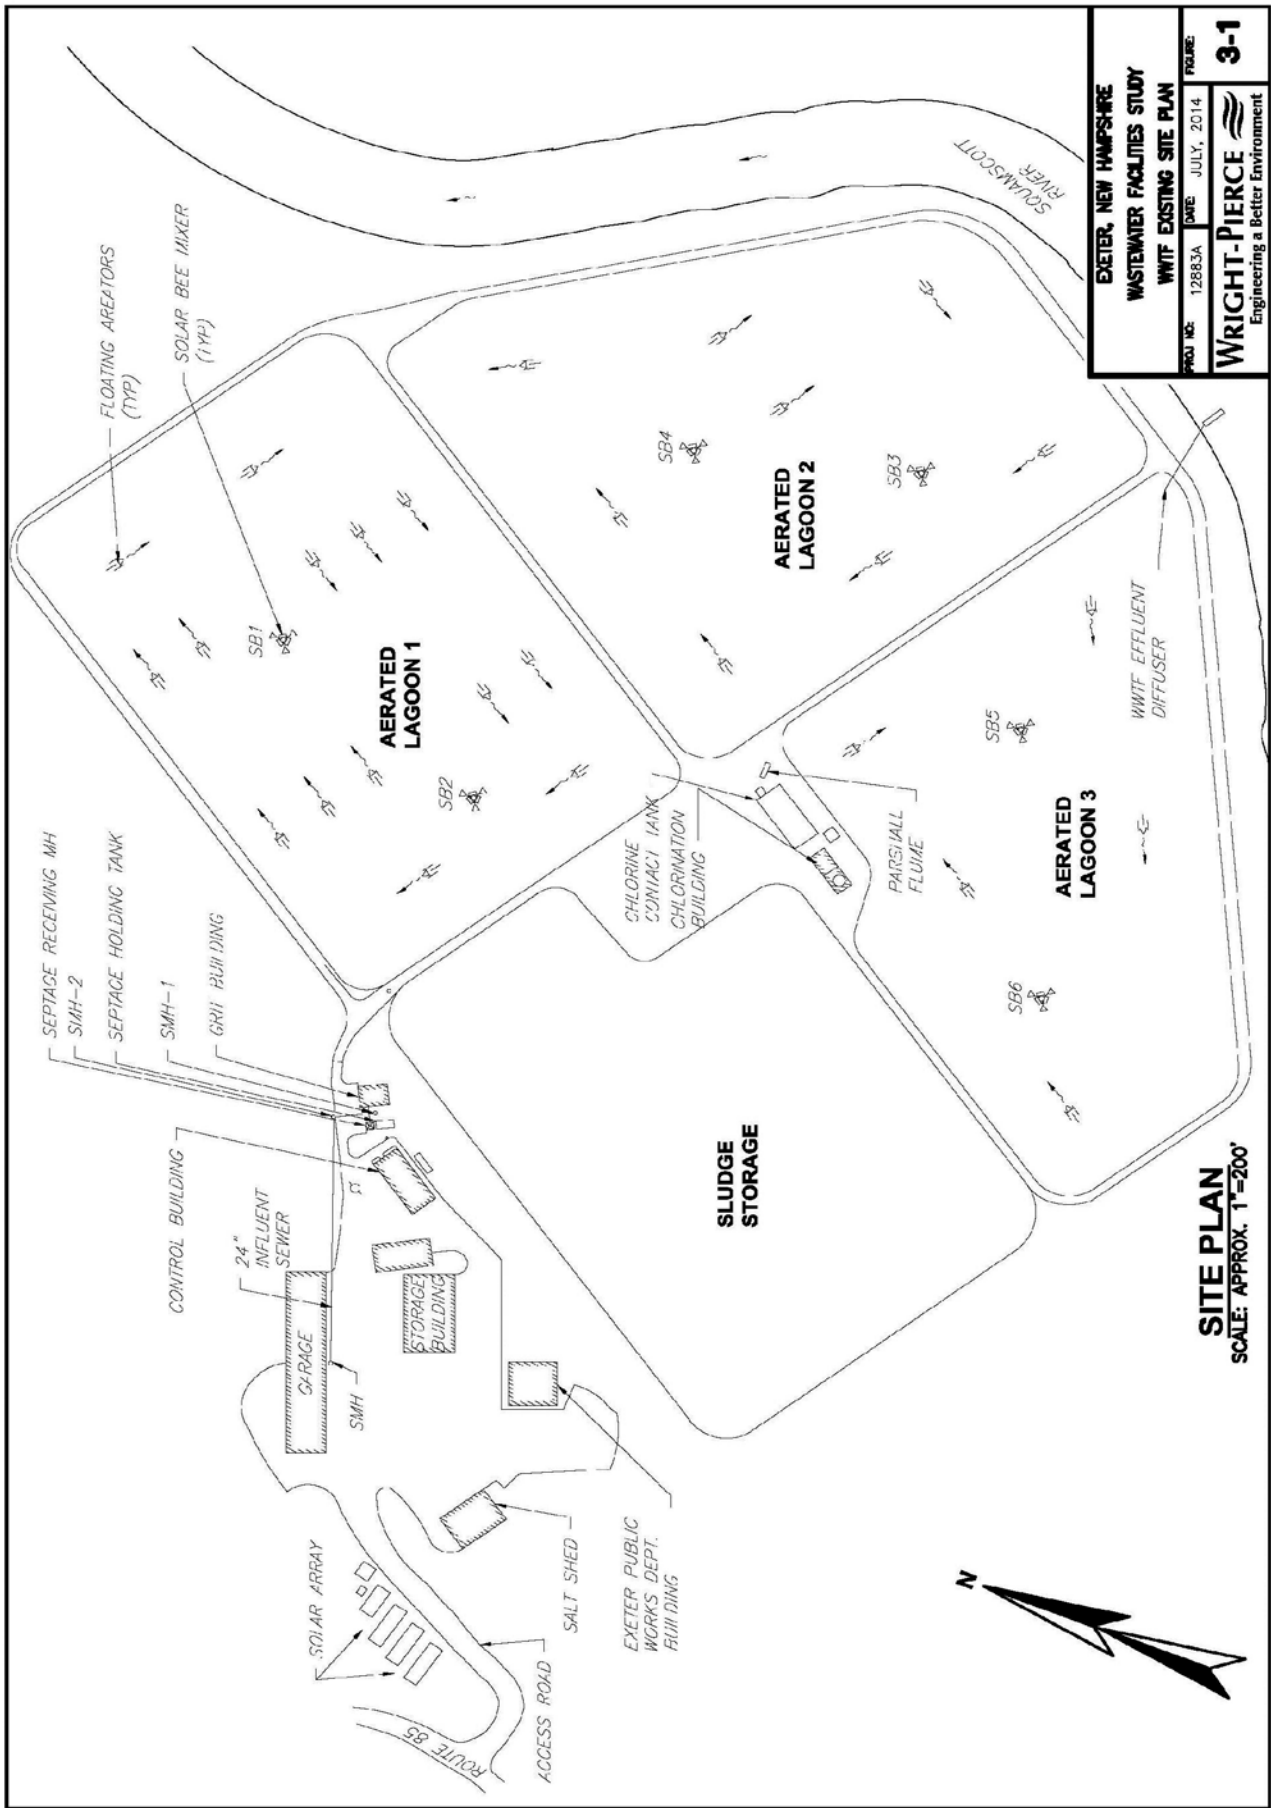 ROUTE 85
SOLAR ARRAY
ACCESS ROAD
SALT SHED
EXETER PUBLIC
WORKS DEPT.
BUILDING
GARAGE
SMH
24"
INFLUENT
SEWER
STORAGE
BUILDING
CONTROL BUILDING
SEPTAGE RECEIVING MH
SMH-2
SEPTAGE HOLDING TANK
SMH-1
GRIT BUILDING
FLOATING AREATORS
(TYP)
SOLAR BEE MIXER
(TYP)
SB1
SB2
AERATED
LAGOON 1
SB4
SB3
AERATED
LAGOON 2
CHLORINE
CONTACT TANK
CHLORINATION
BUILDING
PARSHALL
FLUME
SB5
SB6
AERATED
LAGOON 3
WWTF EFFLUENT
DIFFUSER
SLUDGE
STORAGE
SQUAMSCOTT
RIVER
N
SITE PLAN
SCALE: APPROX. 1"=200'
EXETER, NEW HAMPSHIRE
WASTEWATER FACILITIES STUDY
WWTF EXISTING SITE PLAN
PROJ NO: 12883A
DATE: JULY, 2014
FIGURE:
3-1
WRIGHT-PIERCE
Engineering a Better Environment